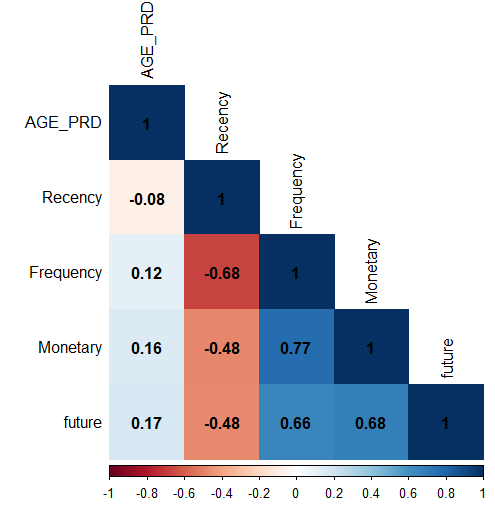 AGE_PRD
AGE_PRD 1 Recency
Recency -0.08 1 Frequency
Frequency 0.12 -0.68 1 Monetary
Monetary 0.16 -0.48 0.77 1 future
future 0.17 -0.48 0.66 0.68 1
-1 -0.8 -0.6 -0.4 -0.2 0 0.2 0.4 0.6 0.8 1